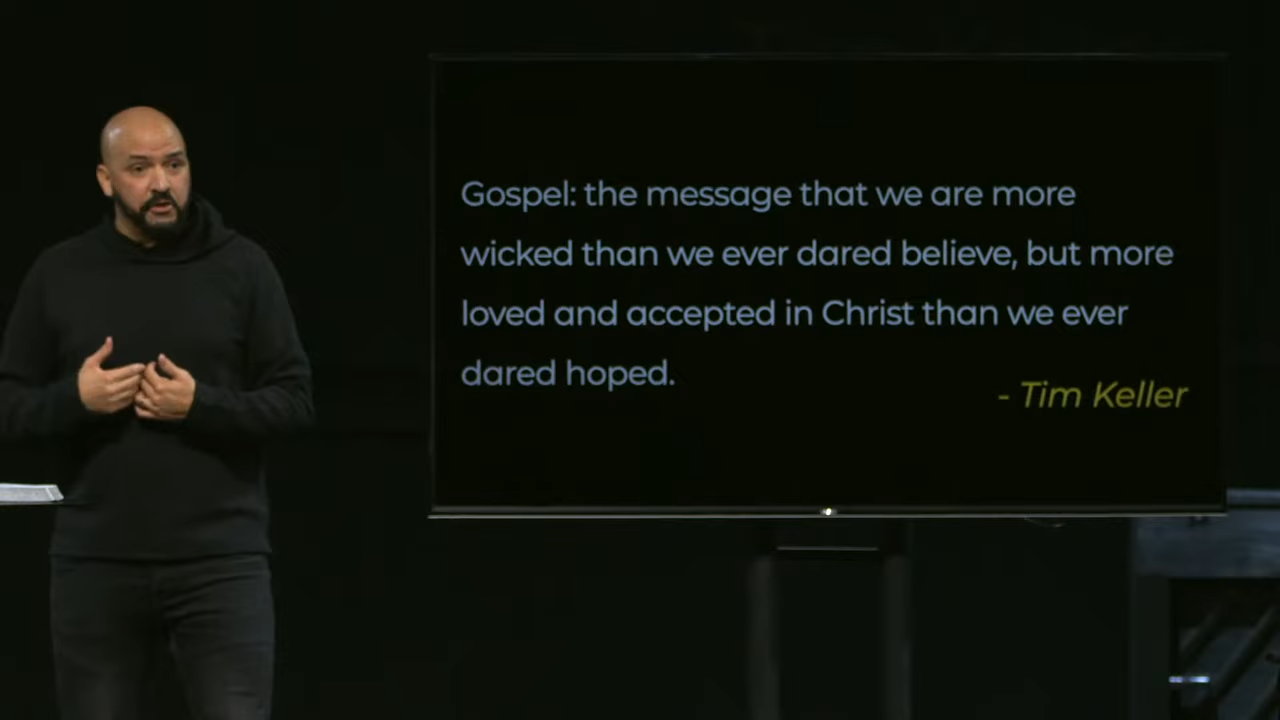 Gospel: the message that we are more
wicked than we ever dared believe, but more
loved and accepted in Christ than we ever
dared hoped.
- Tim Keller